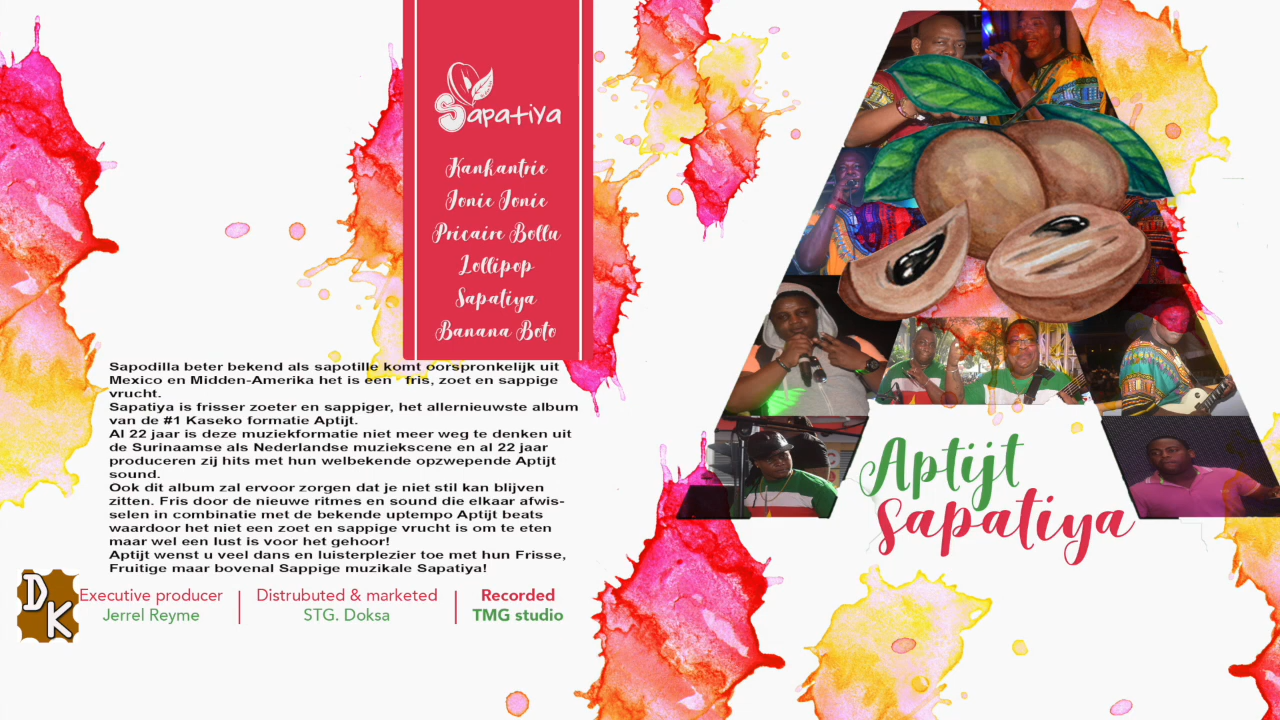 Sapatiya
Kankantrie
Jonie Jonie
Pricaire Bollu
Lollipop
Sapatiya
Banana Boto
Sapodilla beter bekend als sapotille komt oorspronkelijk uit
Mexico en Midden-Amerika het is een - fris, zoet en sappige
vrucht.
Sapatiya is frisser zoeter en sappiger, het allernieuwste album
van de #1 Kaseko formatie Aptijt.
Al 22 jaar is deze muziekformatie niet meer weg te denken uit
de Surinaamse als Nederlandse muziekscene en al 22 jaar
produceren zij hits met hun welbekende opzwepende Aptijt
sound.
Ook dit album zal ervoor zorgen dat je niet stil kan blijven
zitten. Fris door de nieuwe ritmes en sound die elkaar afwis-
selen in combinatie met de bekende uptempo Aptijt beats
waardoor het niet een zoet en sappige vrucht is om te eten
maar wel een lust is voor het gehoor!
Aptijt wenst u veel dans en luisterplezier toe met hun Frisse,
Fruitige maar bovenal Sappige muzikale Sapatiya!
DK
Executive producer
Jerrel Reyme
Distrubuted & marketed
STG. Doksa
Recorded
TMG studio
Aptijt
Sapatiya